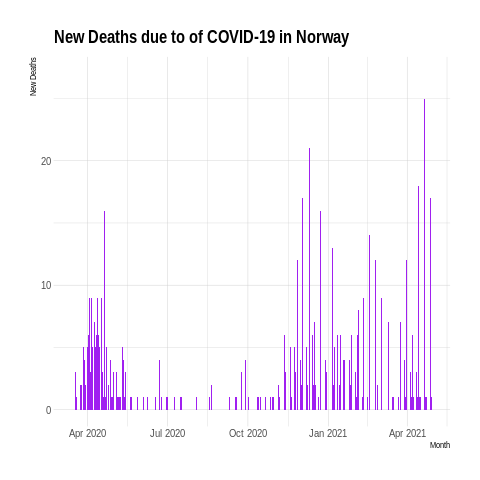 New Deaths due to of COVID-19 in Norway
New Deaths
20
10
0
Apr 2020 Jul 2020 Oct 2020 Jan 2021 Apr 2021
Month